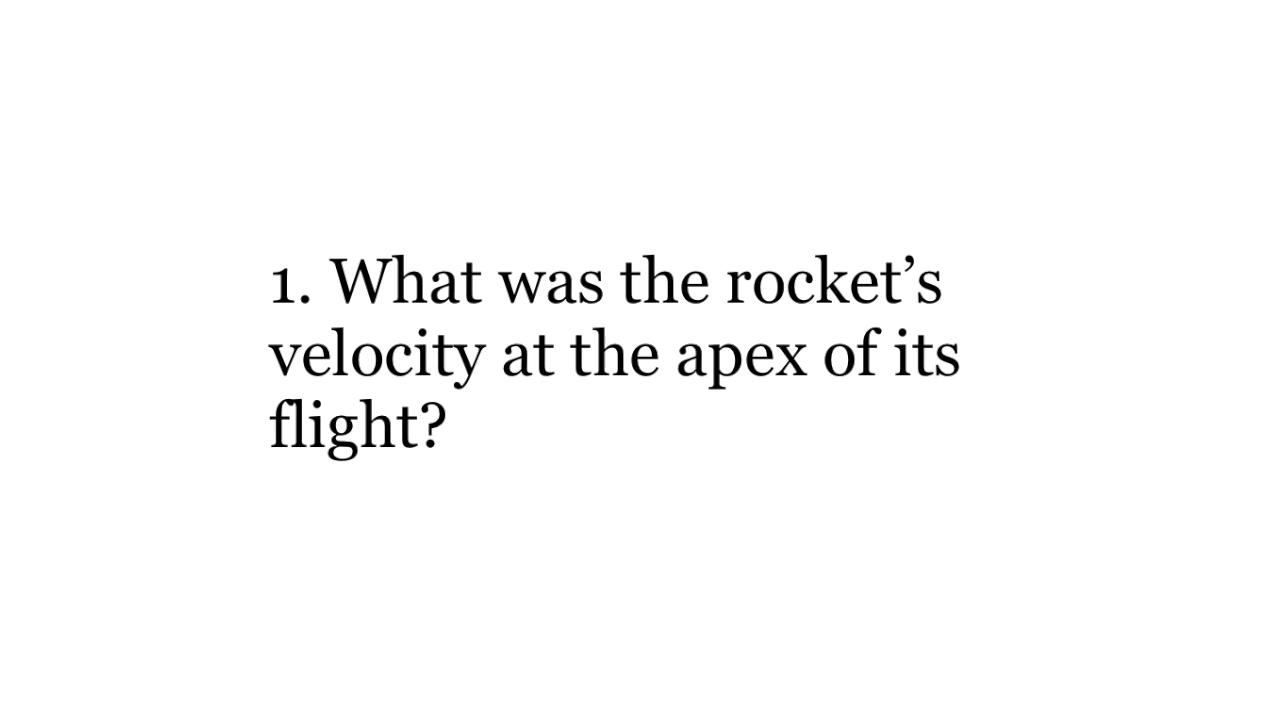 1. What was the rocket’s
velocity at the apex of its
flight?